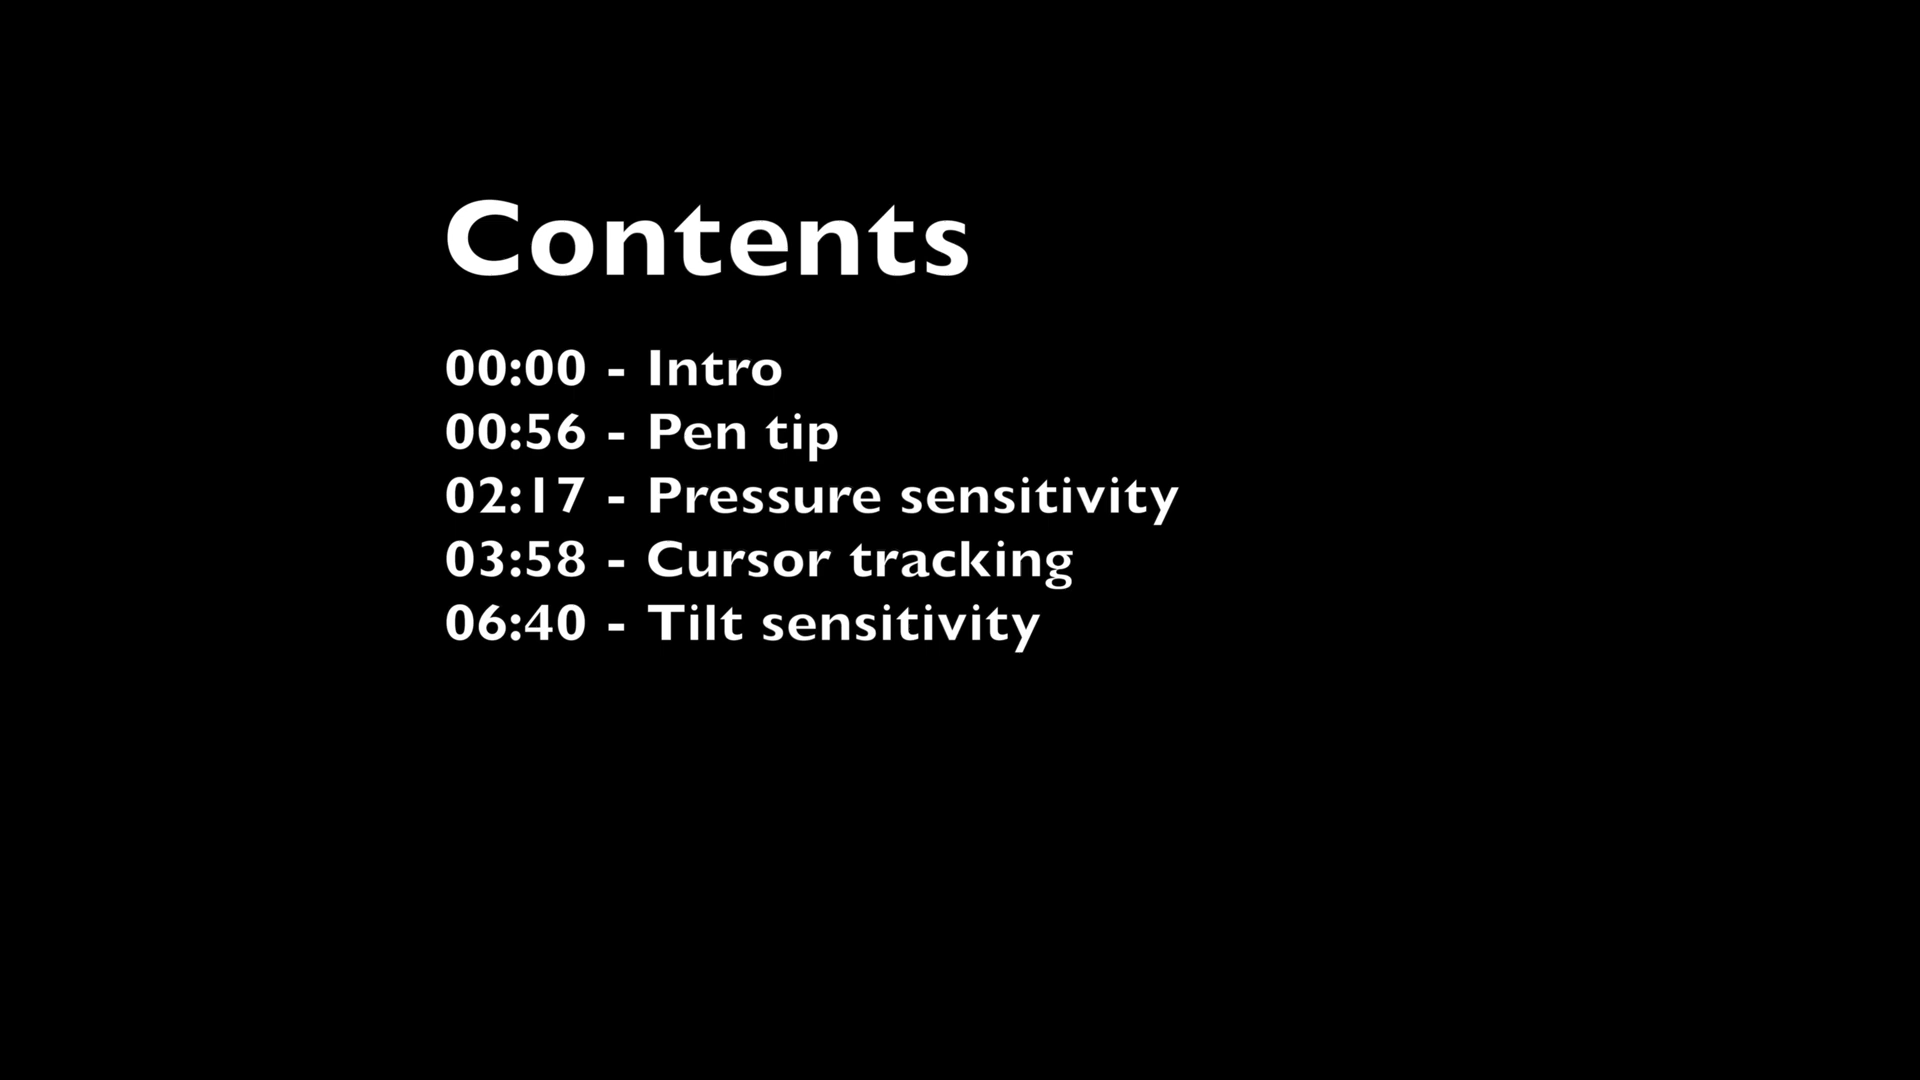 Contents
00:00 - Intro
00:56 - Pen tip
02:17 - Pressure sensitivity
03:58 - Cursor tracking
06:40 - Tilt sensitivity